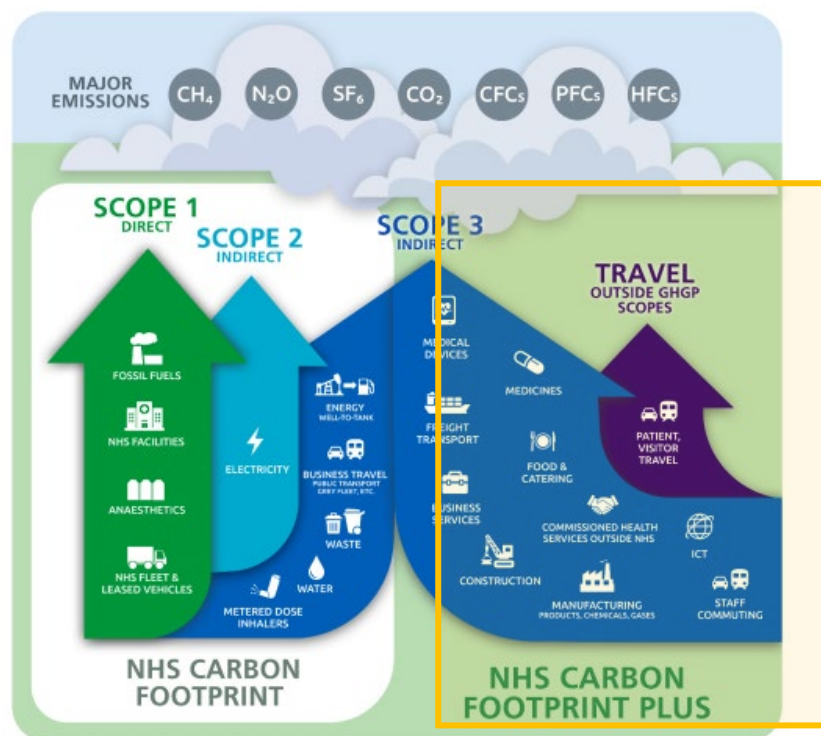 MAJOR
EMISSIONS
CH₄
N₂O
SF₆
CO₂
CFCs
PFCs
HFCs
SCOPE 1
DIRECT
FOSSIL FUELS
NHS FACILITIES
ANAESTHETICS
NHS FLEET &
LEASED VEHICLES
SCOPE 2
INDIRECT
ELECTRICITY
SCOPE 3
INDIRECT
ENERGY
WELL-TO-TANK
BUSINESS TRAVEL
PUBLIC TRANSPORT
GREY FLEET, ETC.
WASTE
WATER
METERED DOSE
INHALERS
MEDICAL
DEVICES
FREIGHT
TRANSPORT
BUSINESS
SERVICES
CONSTRUCTION
MEDICINES
FOOD &
CATERING
COMMISSIONED HEALTH
SERVICES OUTSIDE NHS
MANUFACTURING
PRODUCTS, CHEMICALS, GASES
ICT
STAFF
COMMUTING
TRAVEL
OUTSIDE GHGP
SCOPES
PATIENT,
VISITOR
TRAVEL
NHS CARBON
FOOTPRINT
NHS CARBON
FOOTPRINT PLUS